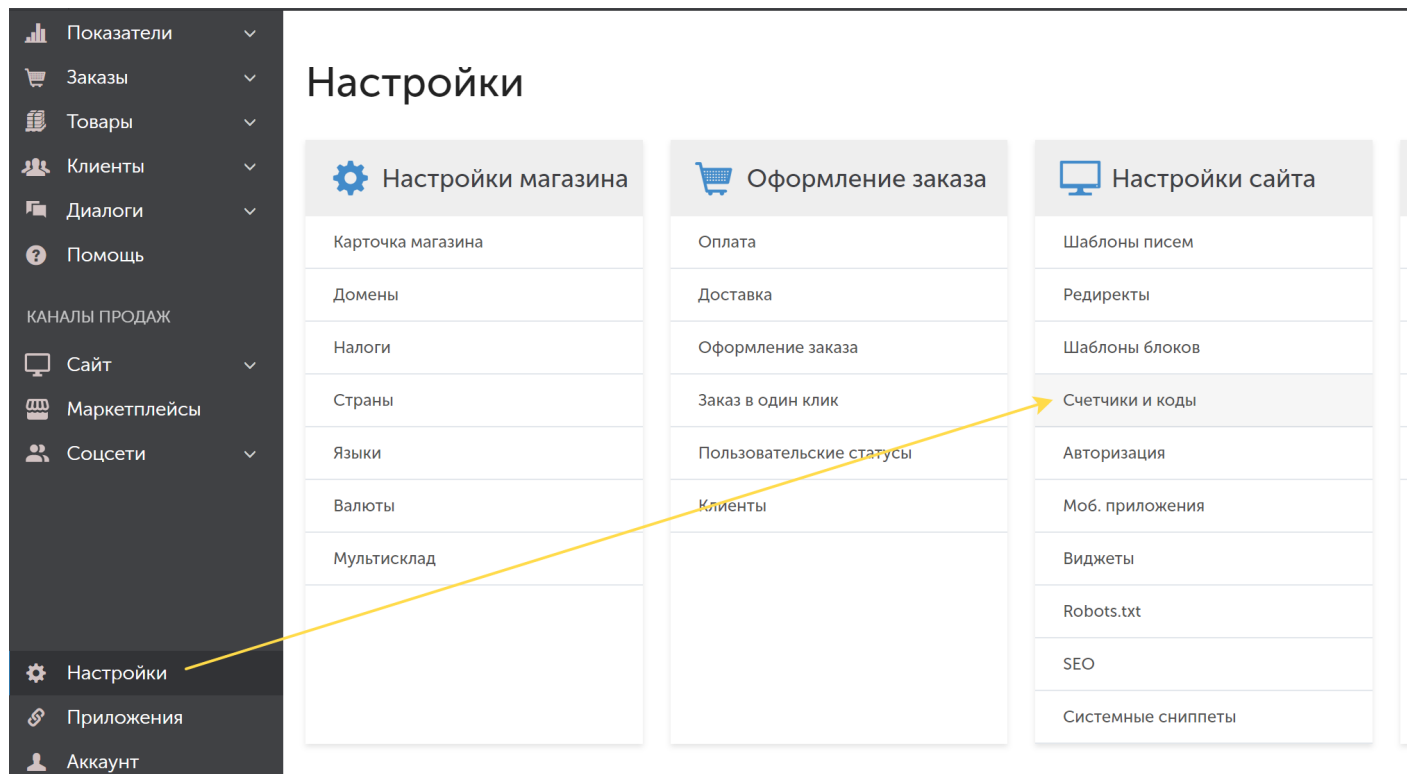 Показатели
Заказы
Товары
Клиенты
Диалоги
Помощь
КАНАЛЫ ПРОДАЖ
Сайт
Маркетплейсы
Соцсети
Настройки
Приложения
Аккаунт
Настройки
Настройки магазина
Карточка магазина
Домены
Налоги
Страны
Языки
Валюты
Мультисклад
Оформление заказа
Оплата
Доставка
Оформление заказа
Заказ в один клик
Пользовательские статусы
Клиенты
Настройки сайта
Шаблоны писем
Редиректы
Шаблоны блоков
Счетчики и коды
Авторизация
Моб. приложения
Виджеты
Robots.txt
SEO
Системные сниппеты